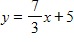 y = 7/3 x + 5